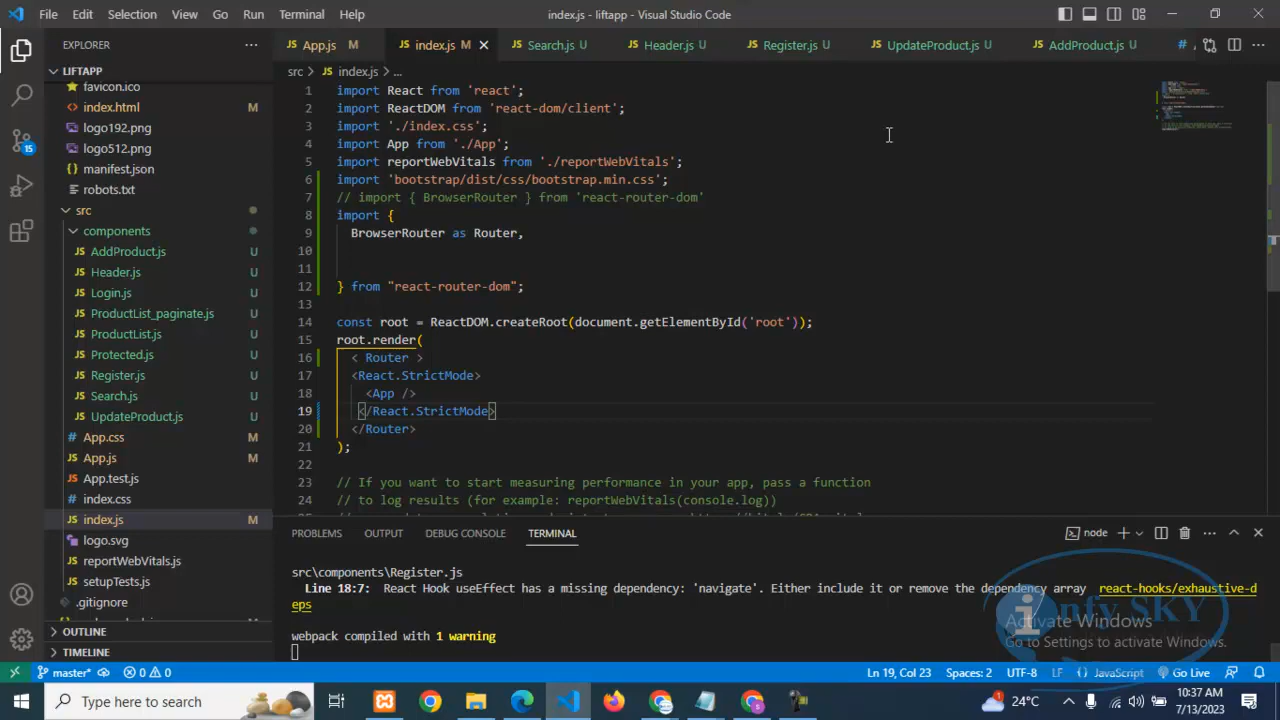 File Edit Selection View Go Run Terminal Help
index.js - liftapp - Visual Studio Code
EXPLORER
App.js M index.js M Search.js U Header.js U Register.js U UpdateProduct.js U AddProduct.js U
LIFTAPP
favicon.ico
index.html M
logo192.png
logo512.png
manifest.json
robots.txt
src
components
AddProduct.js U
Header.js U
Login.js U
ProductList_paginate.js U
ProductList.js U
Protected.js U
Register.js U
Search.js U
UpdateProduct.js U
App.css M
App.js M
App.test.js
index.css
index.js M
logo.svg
reportWebVitals.js
setupTests.js
.gitignore
OUTLINE
TIMELINE
15
src > index.js > ...
1 import React from 'react';
2 import ReactDOM from 'react-dom/client';
3 import './index.css';
4 import App from './App';
5 import reportWebVitals from './reportWebVitals';
6 import 'bootstrap/dist/css/bootstrap.min.css';
7 // import { BrowserRouter } from 'react-router-dom'
8 import {
9 BrowserRouter as Router,
10
11
12 } from "react-router-dom";
13
14 const root = ReactDOM.createRoot(document.getElementById('root'));
15 root.render(
16 < Router >
17 <React.StrictMode>
18 <App />
19 </React.StrictMode>
20 </Router>
21 );
22
23 // If you want to start measuring performance in your app, pass a function
24 // to log results (for example: reportWebVitals(console.log))
PROBLEMS OUTPUT DEBUG CONSOLE TERMINAL
node
src\components\Register.js
Line 18:7: React Hook useEffect has a missing dependency: 'navigate'. Either include it or remove the dependency array react-hooks/exhaustive-d
eps
webpack compiled with 1 warning
infy SKY
Activate Windows
Go to Settings to activate Windows.
master* 0 0
Ln 19, Col 23 Spaces: 2 UTF-8 LF {} JavaScript Go Live
Type here to search
24°C
10:37 AM
7/13/2023